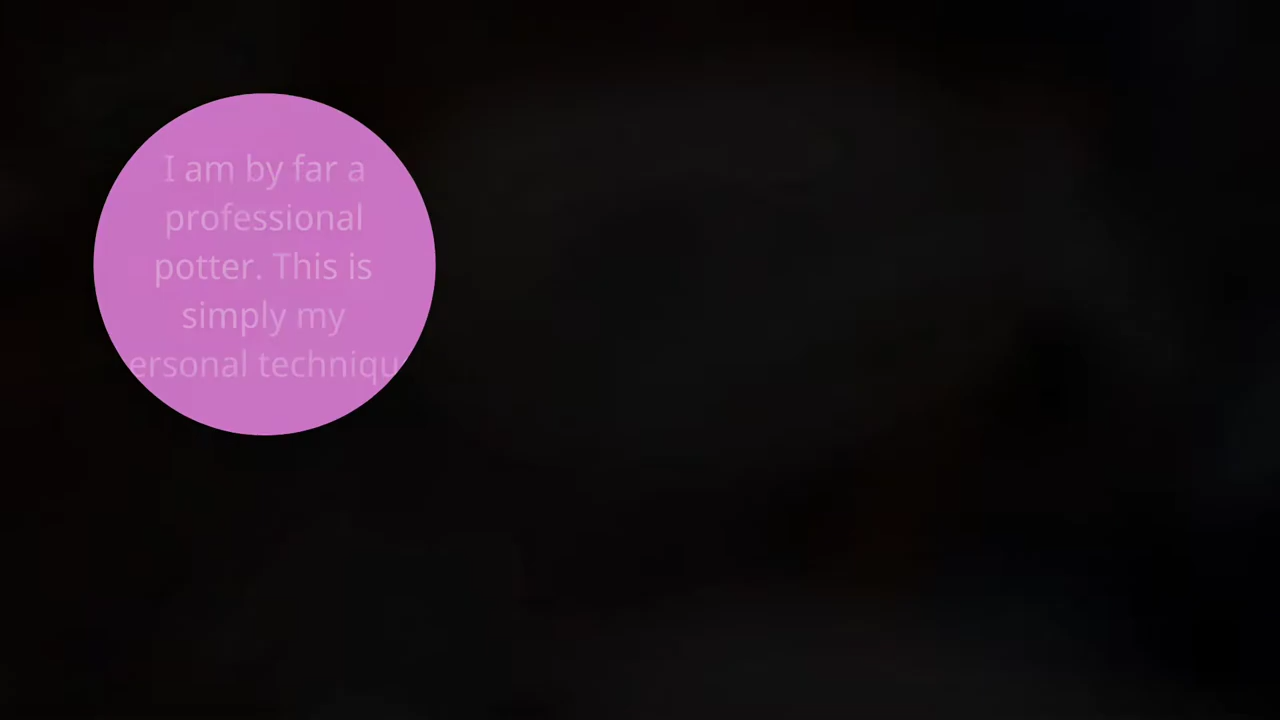 I am by far a
professional
potter. This is
simply my
ersonal techniqu